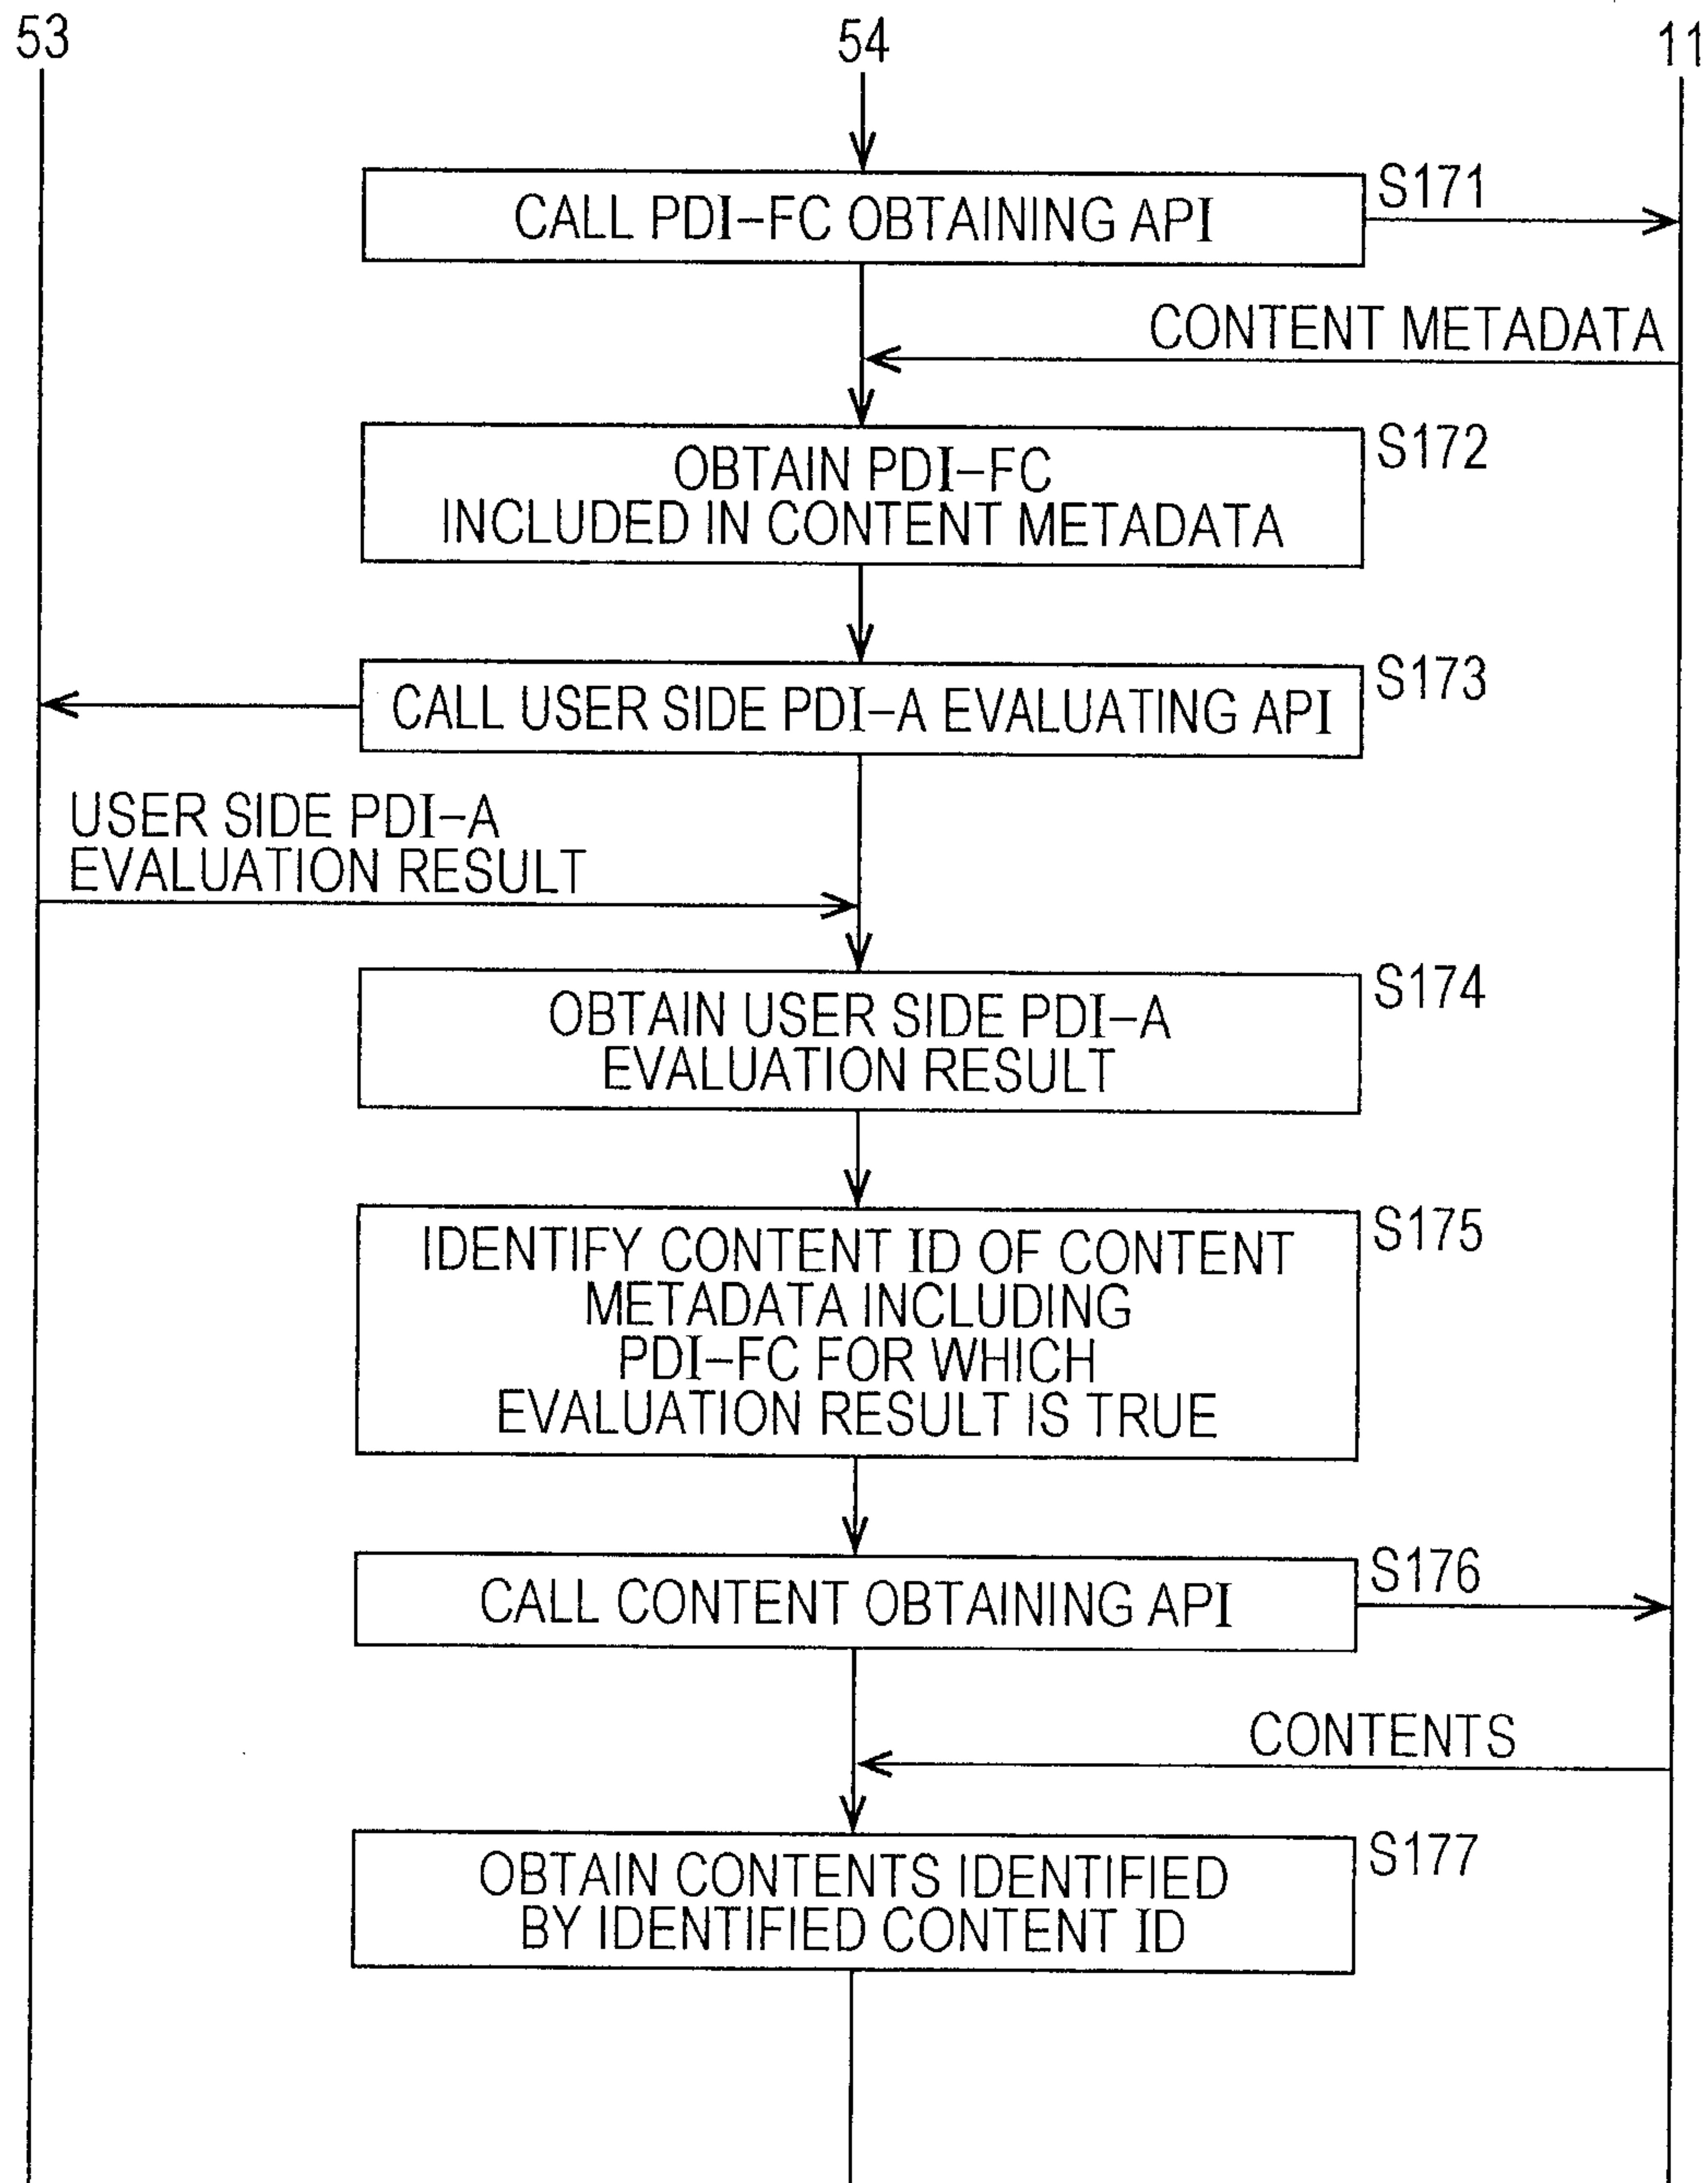 53
54
11
CALL PDI-FC OBTAINING API
S171
CONTENT METADATA
OBTAIN PDI-FC
INCLUDED IN CONTENT METADATA
S172
CALL USER SIDE PDI-A EVALUATING API
S173
USER SIDE PDI-A
EVALUATION RESULT
OBTAIN USER SIDE PDI-A
EVALUATION RESULT
S174
IDENTIFY CONTENT ID OF CONTENT
METADATA INCLUDING
PDI-FC FOR WHICH
EVALUATION RESULT IS TRUE
S175
CALL CONTENT OBTAINING API
S176
CONTENTS
OBTAIN CONTENTS IDENTIFIED
BY IDENTIFIED CONTENT ID
S177